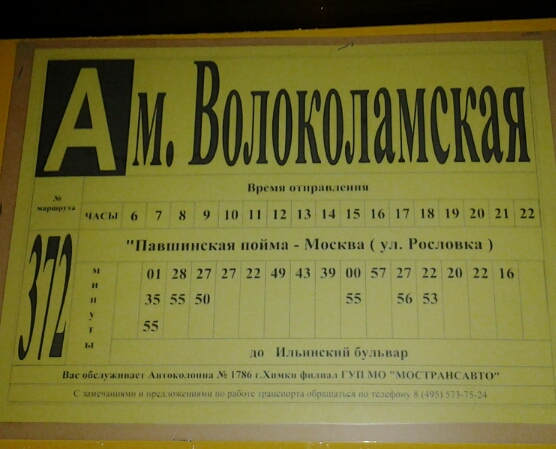 А м. Волоколамская
Время отправления
№ маршрута
ЧАСЫ 6 7 8 9 10 11 12 13 14 15 16 17 18 19 20 21 22
372
"Павшинская пойма - Москва ( ул. Рословка )
минуты
01 28 27 27 22 49 43 39 00 57 27 22 20 22 16
35 55 50 55 56 53
55
до Ильинский бульвар
Вас обслуживает Автоколонна № 1786 г.Химки филиал ГУП МО "МОСТРАНСАВТО"
С замечаниями и предложениями по работе транспорта обращаться по телефону 8 (495) 573-75-24